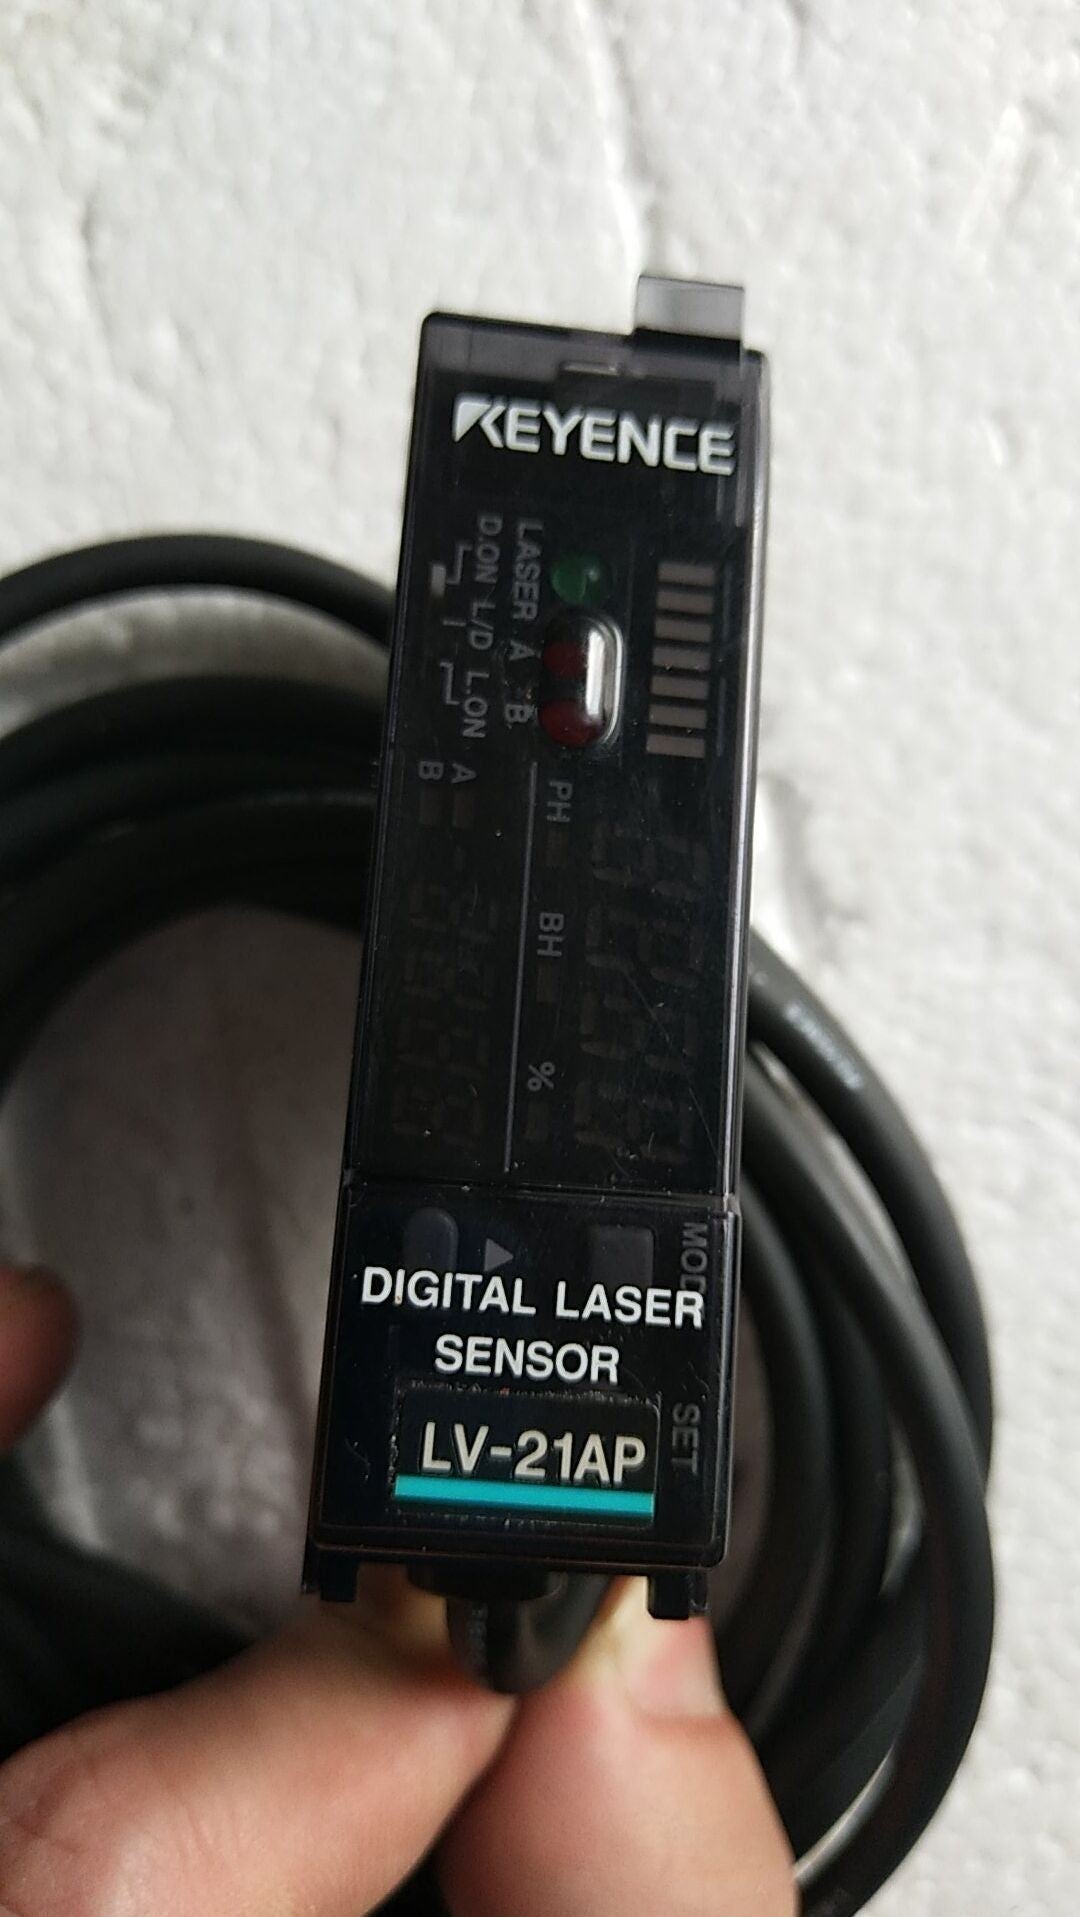 KEYENCE
LASER A B
D.ON L/D L.ON
A
B
PH
BH
%
MODE
DIGITAL LASER
SENSOR
SET
LV-21AP